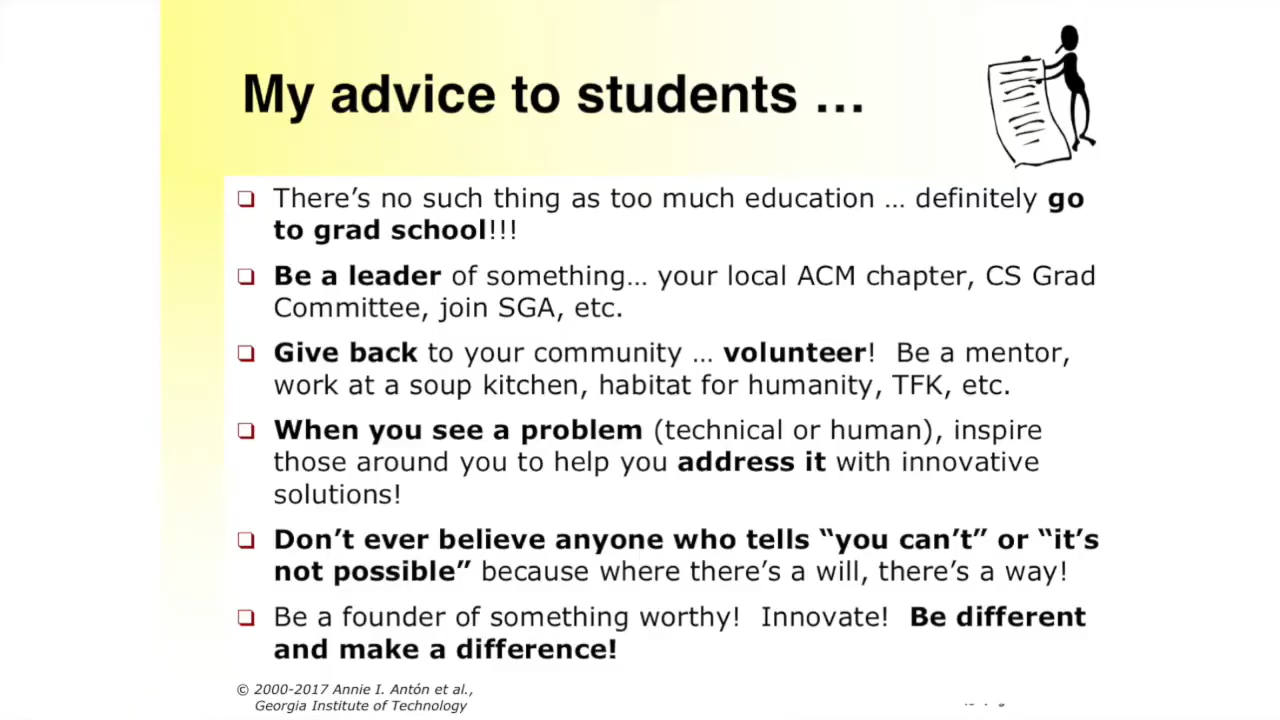 My advice to students …
❑ There’s no such thing as too much education … definitely go
to grad school!!!
❑ Be a leader of something… your local ACM chapter, CS Grad
Committee, join SGA, etc.
❑ Give back to your community … volunteer!  Be a mentor,
work at a soup kitchen, habitat for humanity, TFK, etc.
❑ When you see a problem (technical or human), inspire
those around you to help you address it with innovative
solutions!
❑ Don’t ever believe anyone who tells “you can’t” or “it’s
not possible” because where there’s a will, there’s a way!
❑ Be a founder of something worthy!  Innovate!  Be different
and make a difference!
© 2000-2017 Annie I. Antón et al.,
Georgia Institute of Technology